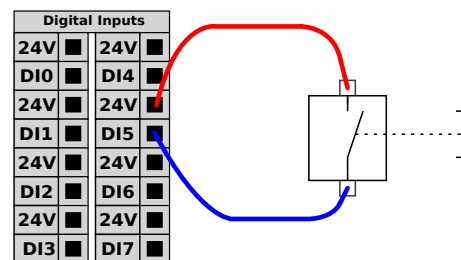 Digital Inputs
24V 24V
DI0 DI4
24V 24V
DI1 DI5
24V 24V
DI2 DI6
24V 24V
DI3 DI7